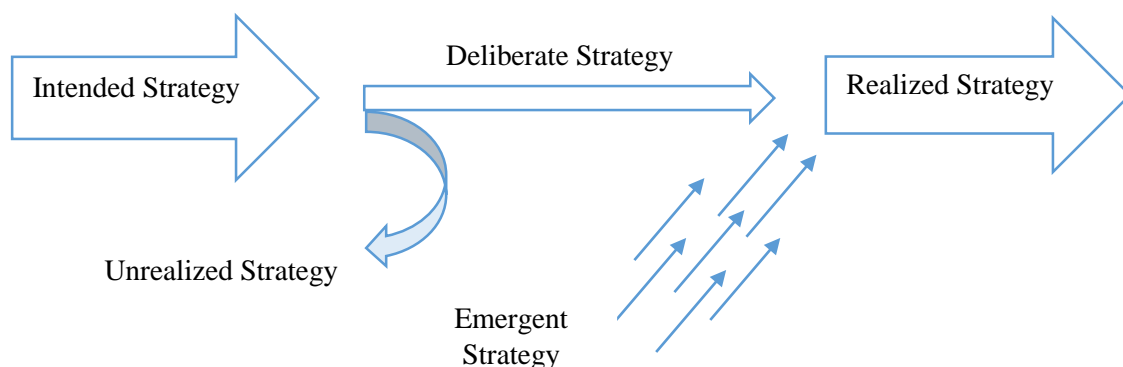 Intended Strategy
Deliberate Strategy
Realized Strategy
Unrealized Strategy
Emergent
Strategy